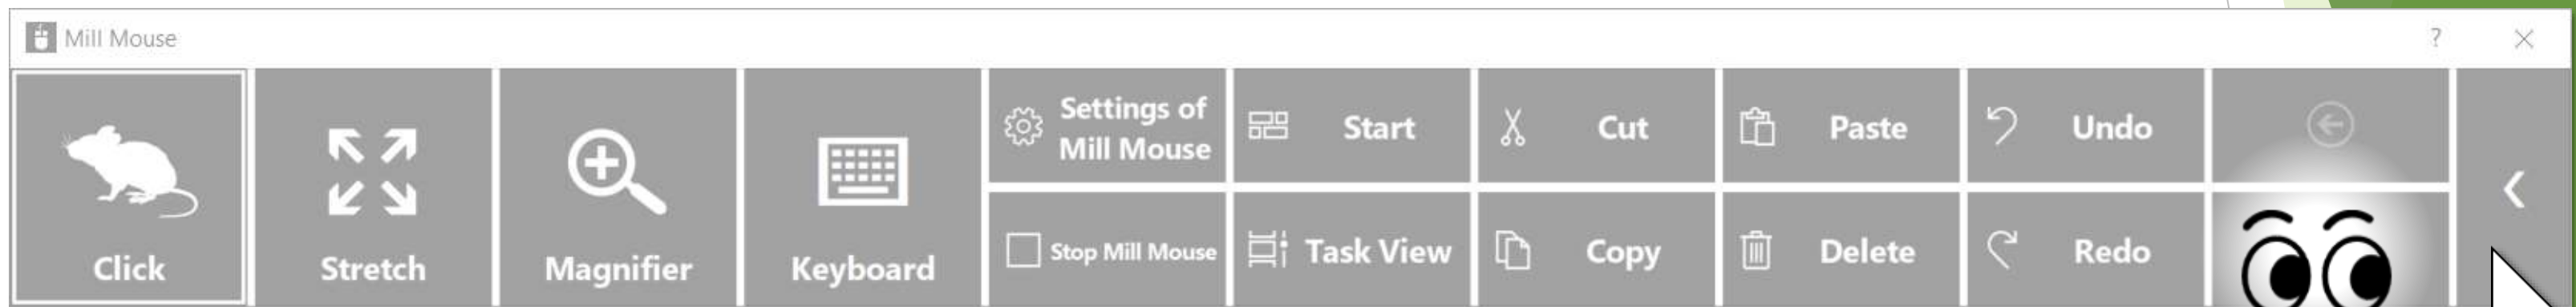 Mill Mouse
?
Click
Stretch
Magnifier
Keyboard
Settings of
Mill Mouse
Stop Mill Mouse
Start
Task View
Cut
Copy
Paste
Delete
Undo
Redo